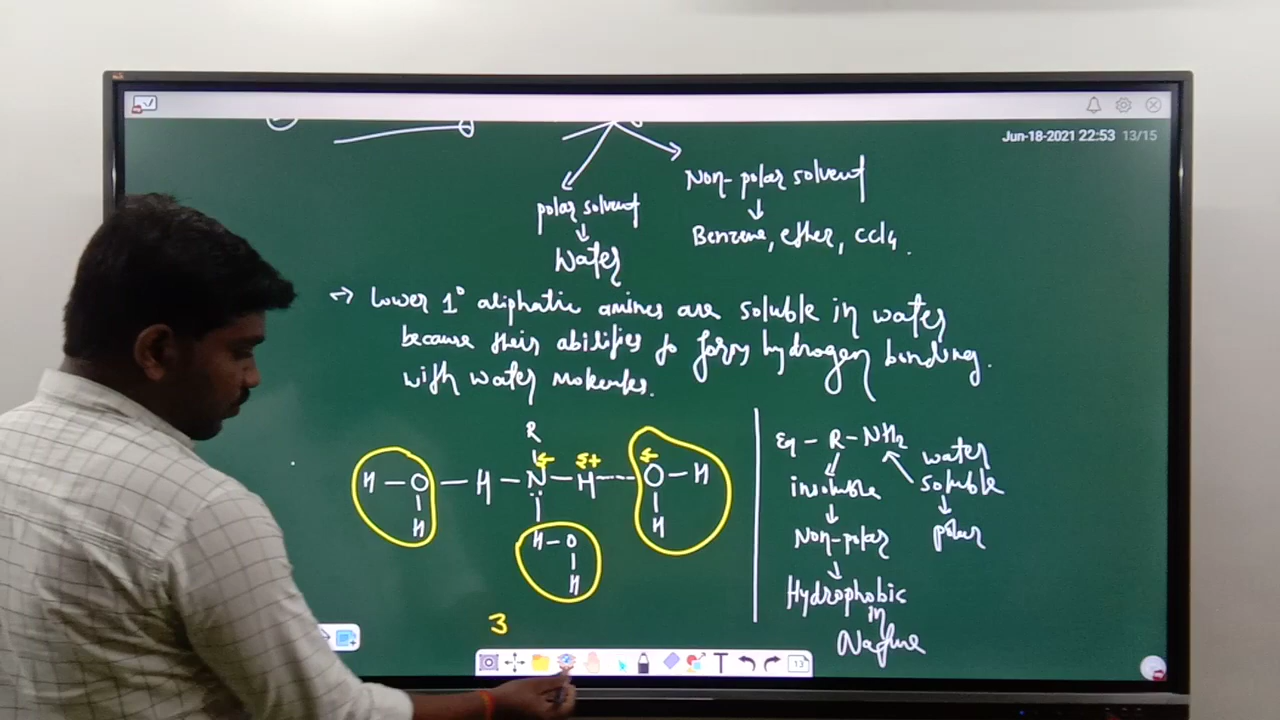 Jun-18-2021 22:53 13/15
Non-polar solvent
polar solvent
Benzene, ether, CCl4.
Water
→ Lower 1° aliphatic amines are soluble in water
because their abilities to form hydrogen bonding
with water molecules.
R
H – O – H – N – H ---- O – H
δ+
H
H
H – O
H
3
Eg – R – NH2
water
insoluble
soluble
Non-polar
polar
Hydrophobic
in
Nature
T
13